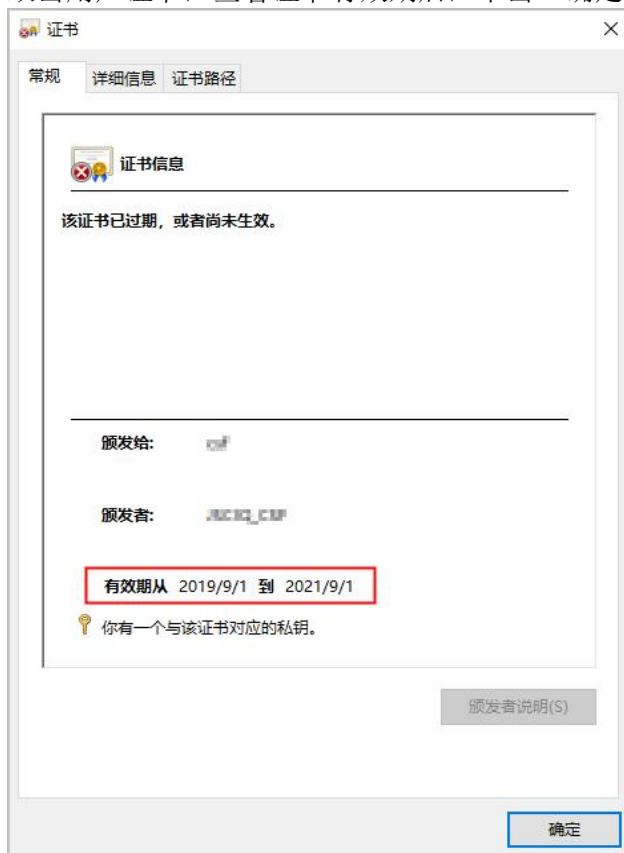 证书
常规 详细信息 证书路径
证书信息
该证书已过期，或者尚未生效。
颁发给:
颁发者:
有效期从 2019/9/1 到 2021/9/1
你有一个与该证书对应的私钥。
颁发者说明(S)
确定